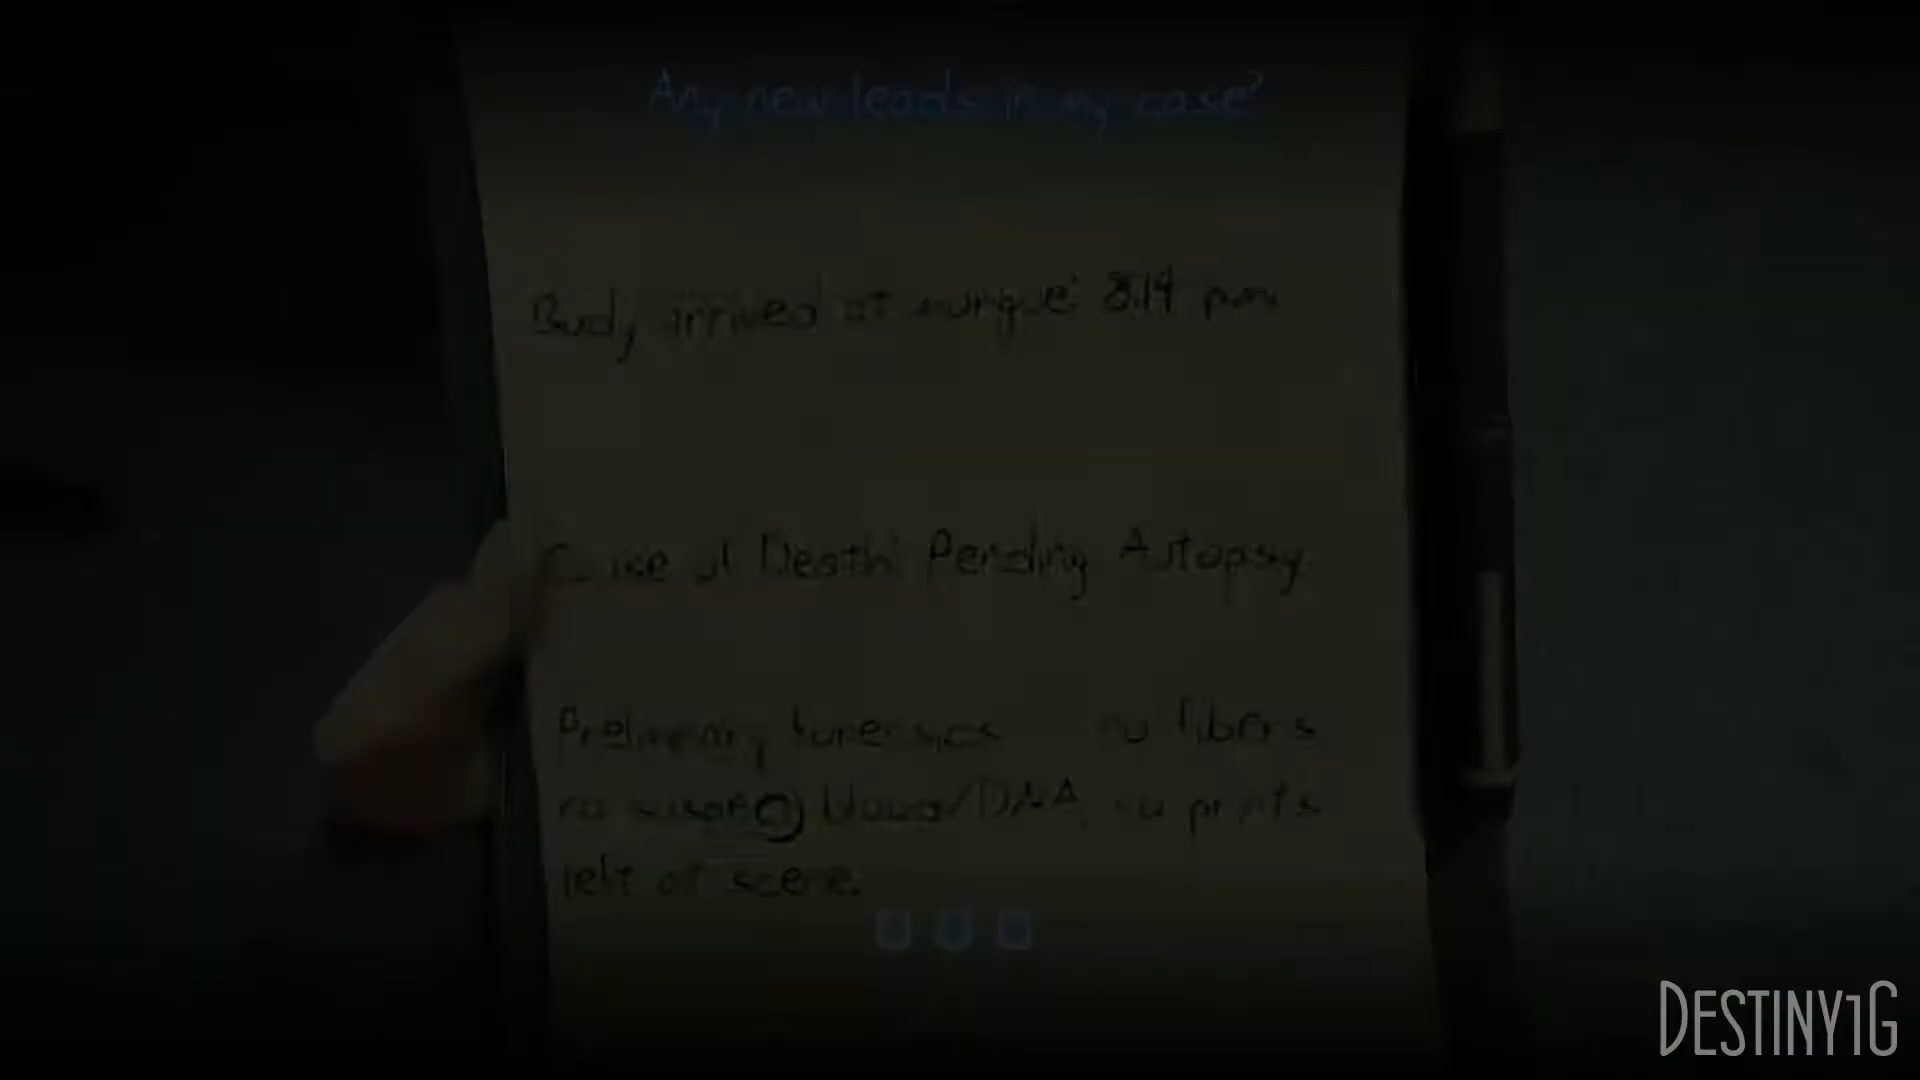 Any new leads in my case?
Body arrived at morgue: 8:14 p.m.
Cause of Death: Pending Autopsy
Preliminary forensics no fibers
no suspect blood/DNA, no prints
left at scene.
DESTINY1G